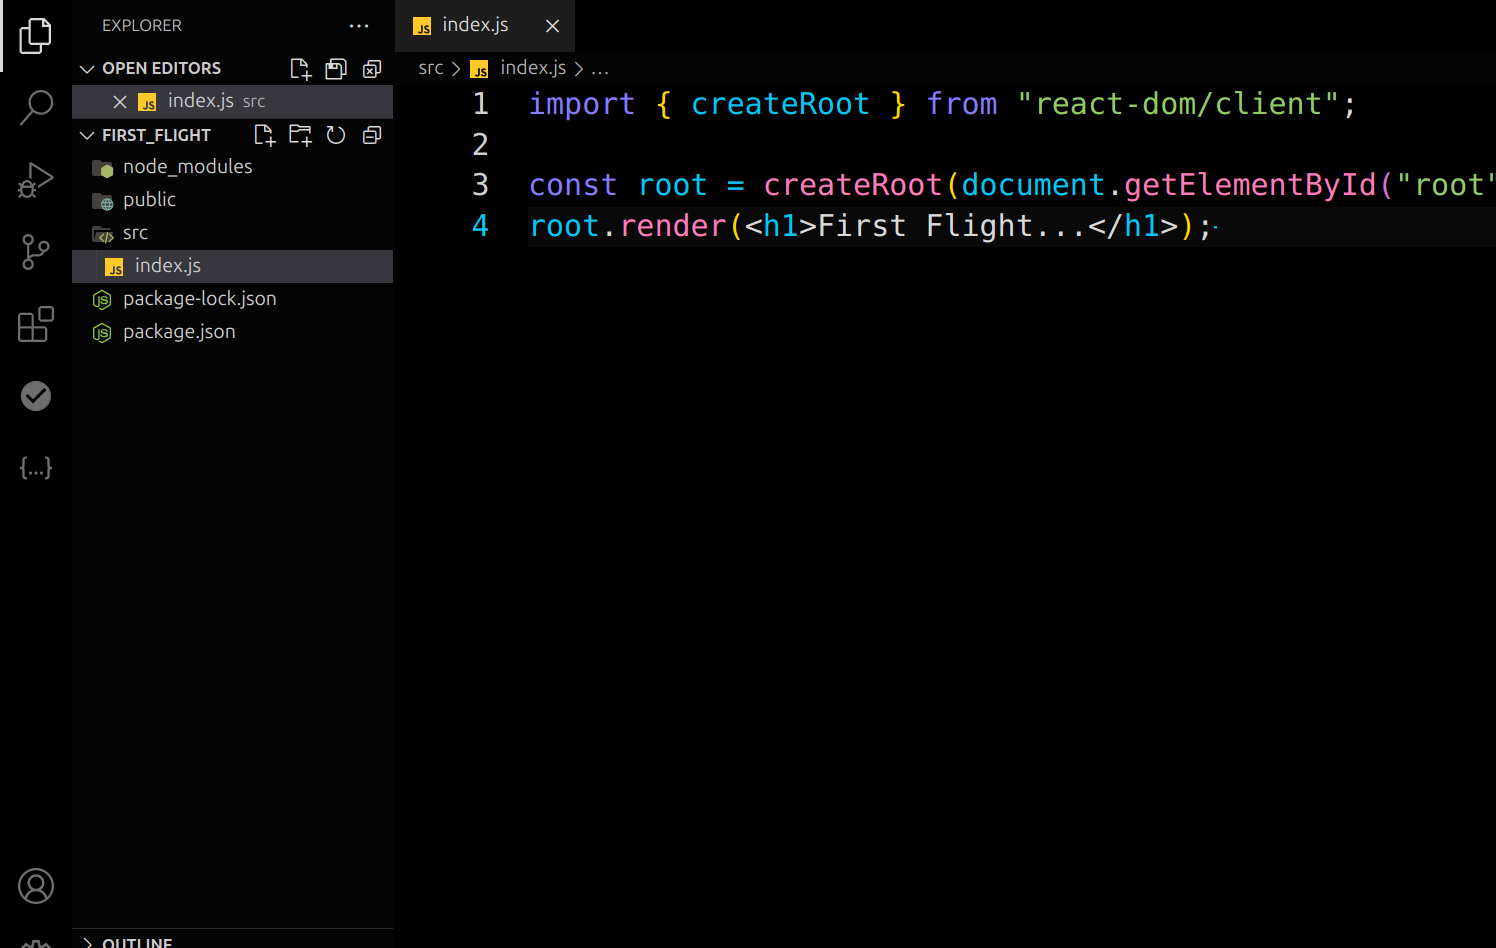 EXPLORER
OPEN EDITORS
index.js src
FIRST_FLIGHT
node_modules
public
src
index.js
package-lock.json
package.json
OUTLINE
index.js
src > index.js > ...
1 import { createRoot } from "react-dom/client";
2
3 const root = createRoot(document.getElementById("root"
4 root.render(<h1>First Flight...</h1>);